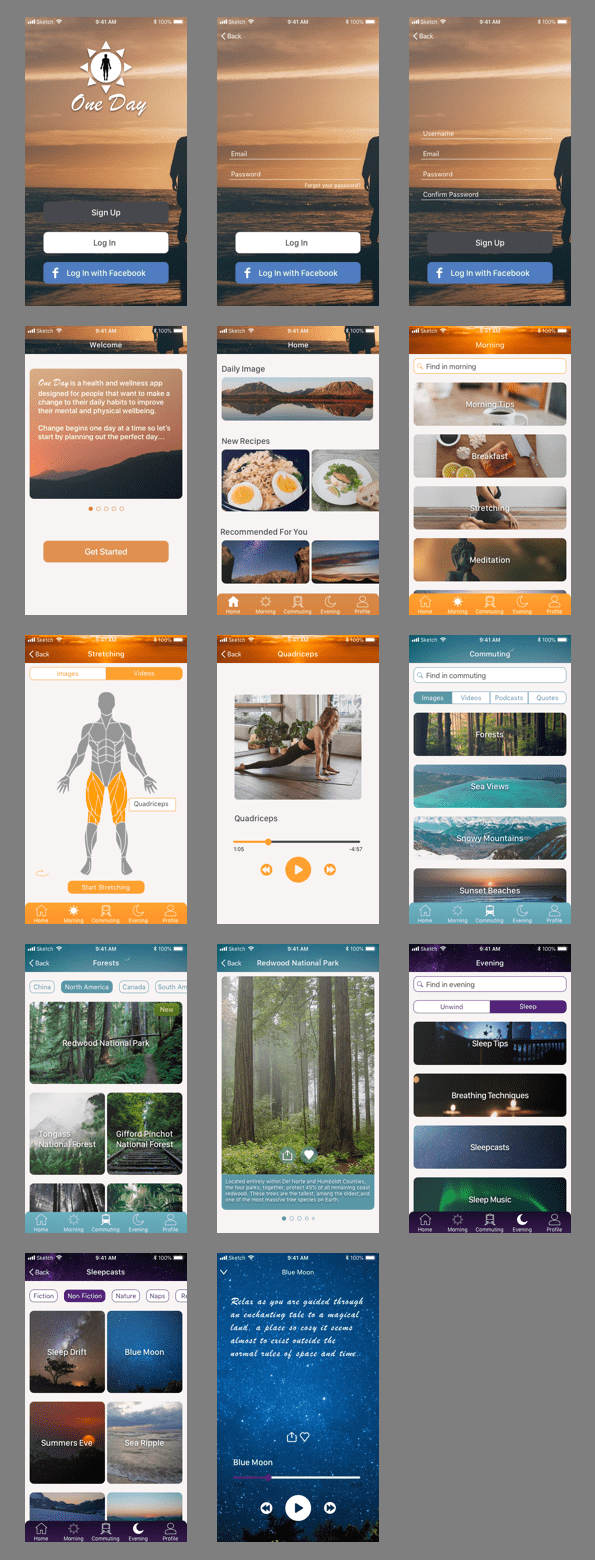 Sketch 9:41 AM 100%
One Day
Sign Up
Log In
Log In with Facebook
Sketch 9:41 AM 100%
Back
Email
Password
Forgot your password?
Log In
Log In with Facebook
Sketch 9:41 AM 100%
Back
Username
Email
Password
Confirm Password
Sign Up
Log In with Facebook
Sketch 9:41 AM 100%
Welcome
One Day is a health and wellness app
designed for people that want to make a
change to their daily habits to improve
their mental and physical wellbeing.
Change begins one day at a time so let's
start by planning out the perfect day...
Get Started
Sketch 9:41 AM 100%
Home
Daily Image
New Recipes
Recommended For You
Home Morning Commuting Evening Profile
Sketch 9:41 AM 100%
Morning
Find in morning
Morning Tips
Breakfast
Stretching
Meditation
Home Morning Commuting Evening Profile
Sketch 9:41 AM 100%
Back Stretching
Images Videos
Quadriceps
Start Stretching
Home Morning Commuting Evening Profile
Sketch 9:41 AM 100%
Back Quadriceps
Quadriceps
1:05 -4:57
Sketch 9:41 AM 100%
Commuting
Find in commuting
Images Videos Podcasts Quotes
Forests
Sea Views
Snowy Mountains
Sunset Beaches
Home Morning Commuting Evening Profile
Sketch 9:41 AM 100%
Back Forests
China North America Canada South Am
New
Redwood National Park
Tongass
National Forest
Gifford Pinchot
National Forest
Home Morning Commuting Evening Profile
Sketch 9:41 AM 100%
Back Redwood National Park
Located entirely within Del Norte and Humboldt Counties,
the four parks, together, protect 45% of all remaining coast
redwood. These trees are the tallest, among the oldest, and
one of the most massive tree species on Earth.
Sketch 9:41 AM 100%
Evening
Find in evening
Unwind Sleep
Sleep Tips
Breathing Techniques
Sleepcasts
Sleep Music
Home Morning Commuting Evening Profile
Sketch 9:41 AM 100%
Back Sleepcasts
Fiction Non Fiction Nature Naps Re
Sleep Drift Blue Moon
Summers Eve Sea Ripple
Home Morning Commuting Evening Profile
Sketch 9:41 AM 100%
Blue Moon
Relax as you are guided through
an enchanting tale to a magical
land, a place so cosy it seems
almost to exist outside the
normal rules of space and time.
Blue Moon